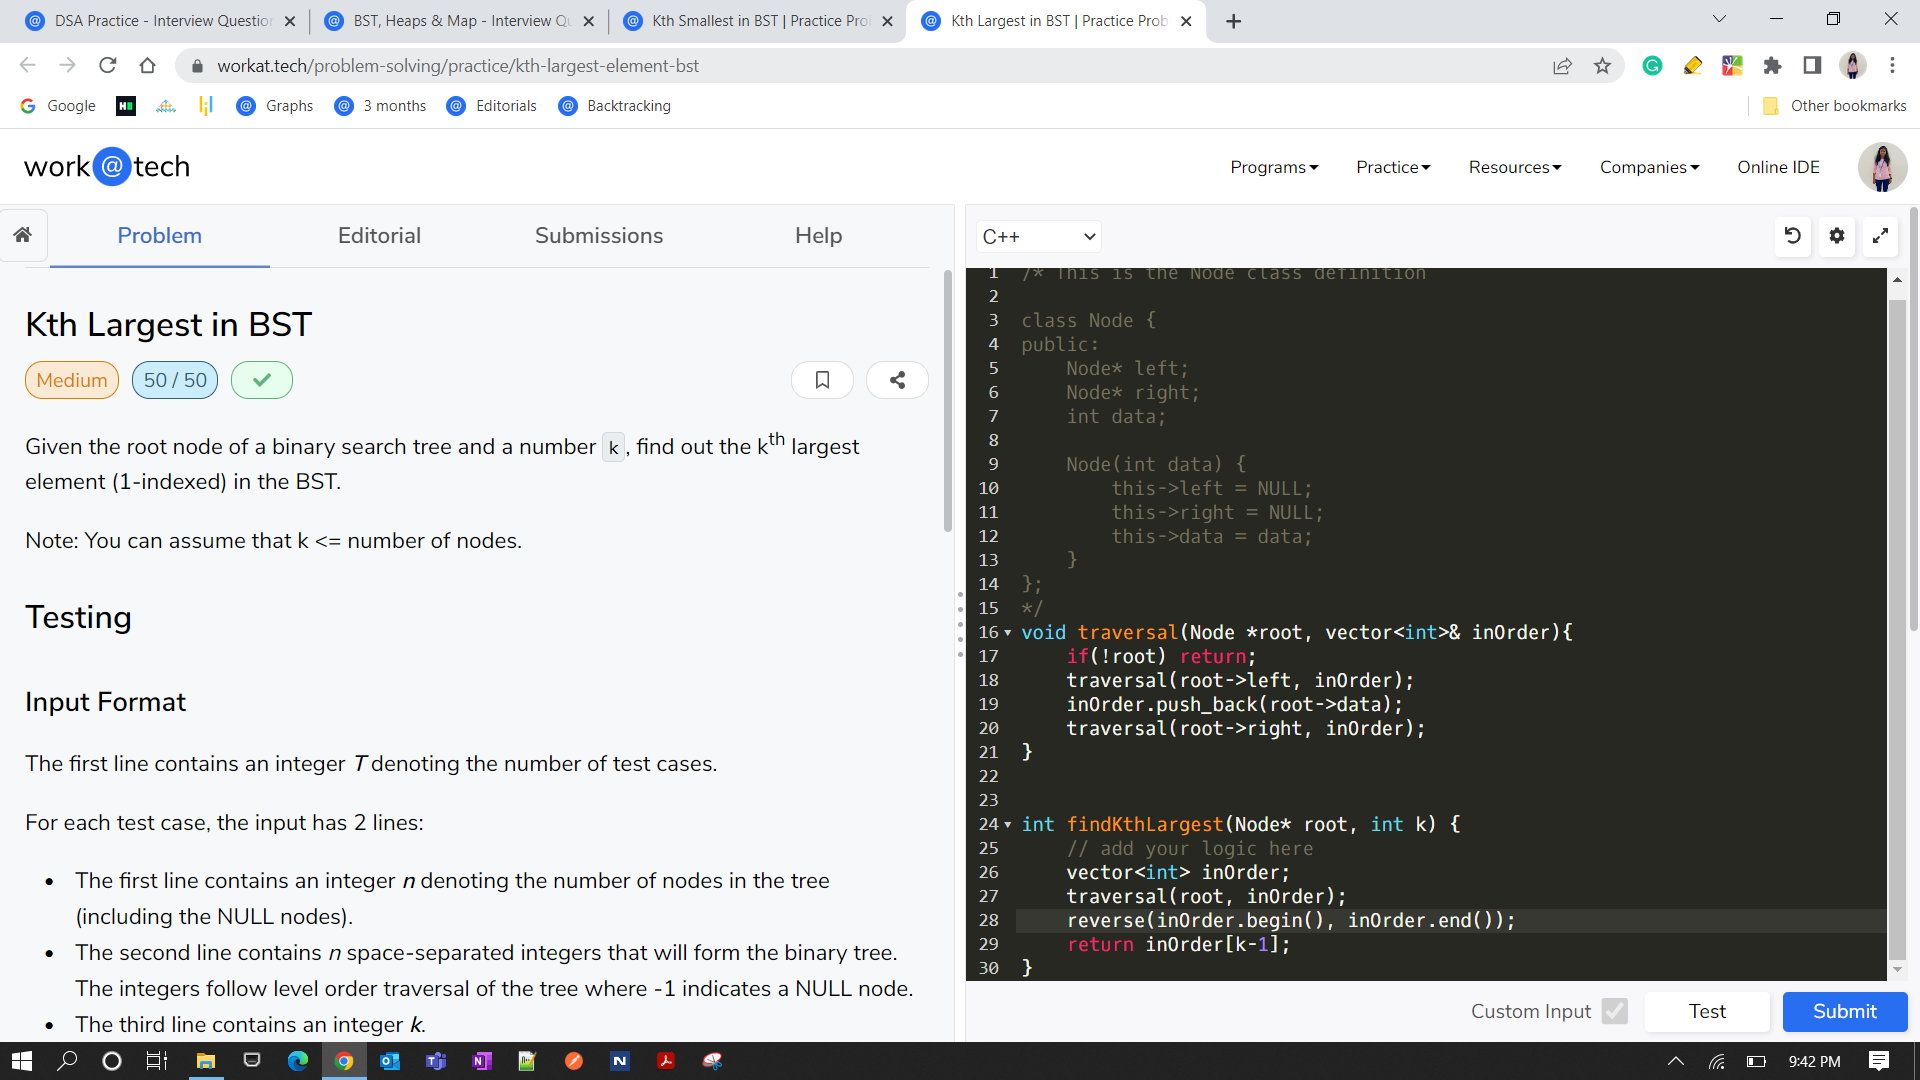 DSA Practice - Interview Question
BST, Heaps & Map - Interview Qu
Kth Smallest in BST | Practice Prob
Kth Largest in BST | Practice Prob
workat.tech/problem-solving/practice/kth-largest-element-bst
Google
Graphs
3 months
Editorials
Backtracking
Other bookmarks
work@tech
Programs
Practice
Resources
Companies
Online IDE
Problem
Editorial
Submissions
Help
Kth Largest in BST
Medium
50 / 50
Given the root node of a binary search tree and a number k, find out the kth largest
element (1-indexed) in the BST.
Note: You can assume that k <= number of nodes.
Testing
Input Format
The first line contains an integer T denoting the number of test cases.
For each test case, the input has 2 lines:
• The first line contains an integer n denoting the number of nodes in the tree
(including the NULL nodes).
• The second line contains n space-separated integers that will form the binary tree.
The integers follow level order traversal of the tree where -1 indicates a NULL node.
• The third line contains an integer k.
C++
1 /* This is the Node class definition
2
3 class Node {
4 public:
5     Node* left;
6     Node* right;
7     int data;
8
9     Node(int data) {
10         this->left = NULL;
11         this->right = NULL;
12         this->data = data;
13     }
14 };
15 */
16 void traversal(Node *root, vector<int>& inOrder){
17     if(!root) return;
18     traversal(root->left, inOrder);
19     inOrder.push_back(root->data);
20     traversal(root->right, inOrder);
21 }
22
23
24 int findKthLargest(Node* root, int k) {
25     // add your logic here
26     vector<int> inOrder;
27     traversal(root, inOrder);
28     reverse(inOrder.begin(), inOrder.end());
29     return inOrder[k-1];
30 }
Custom Input
Test
Submit
9:42 PM